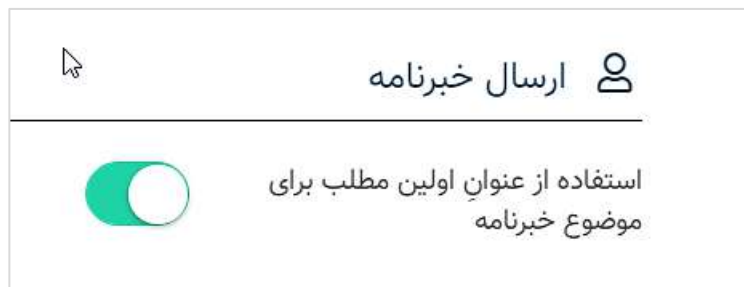 ارسال خبرنامه
استفاده از عنوانِ اولین مطلب برای
موضوع خبرنامه